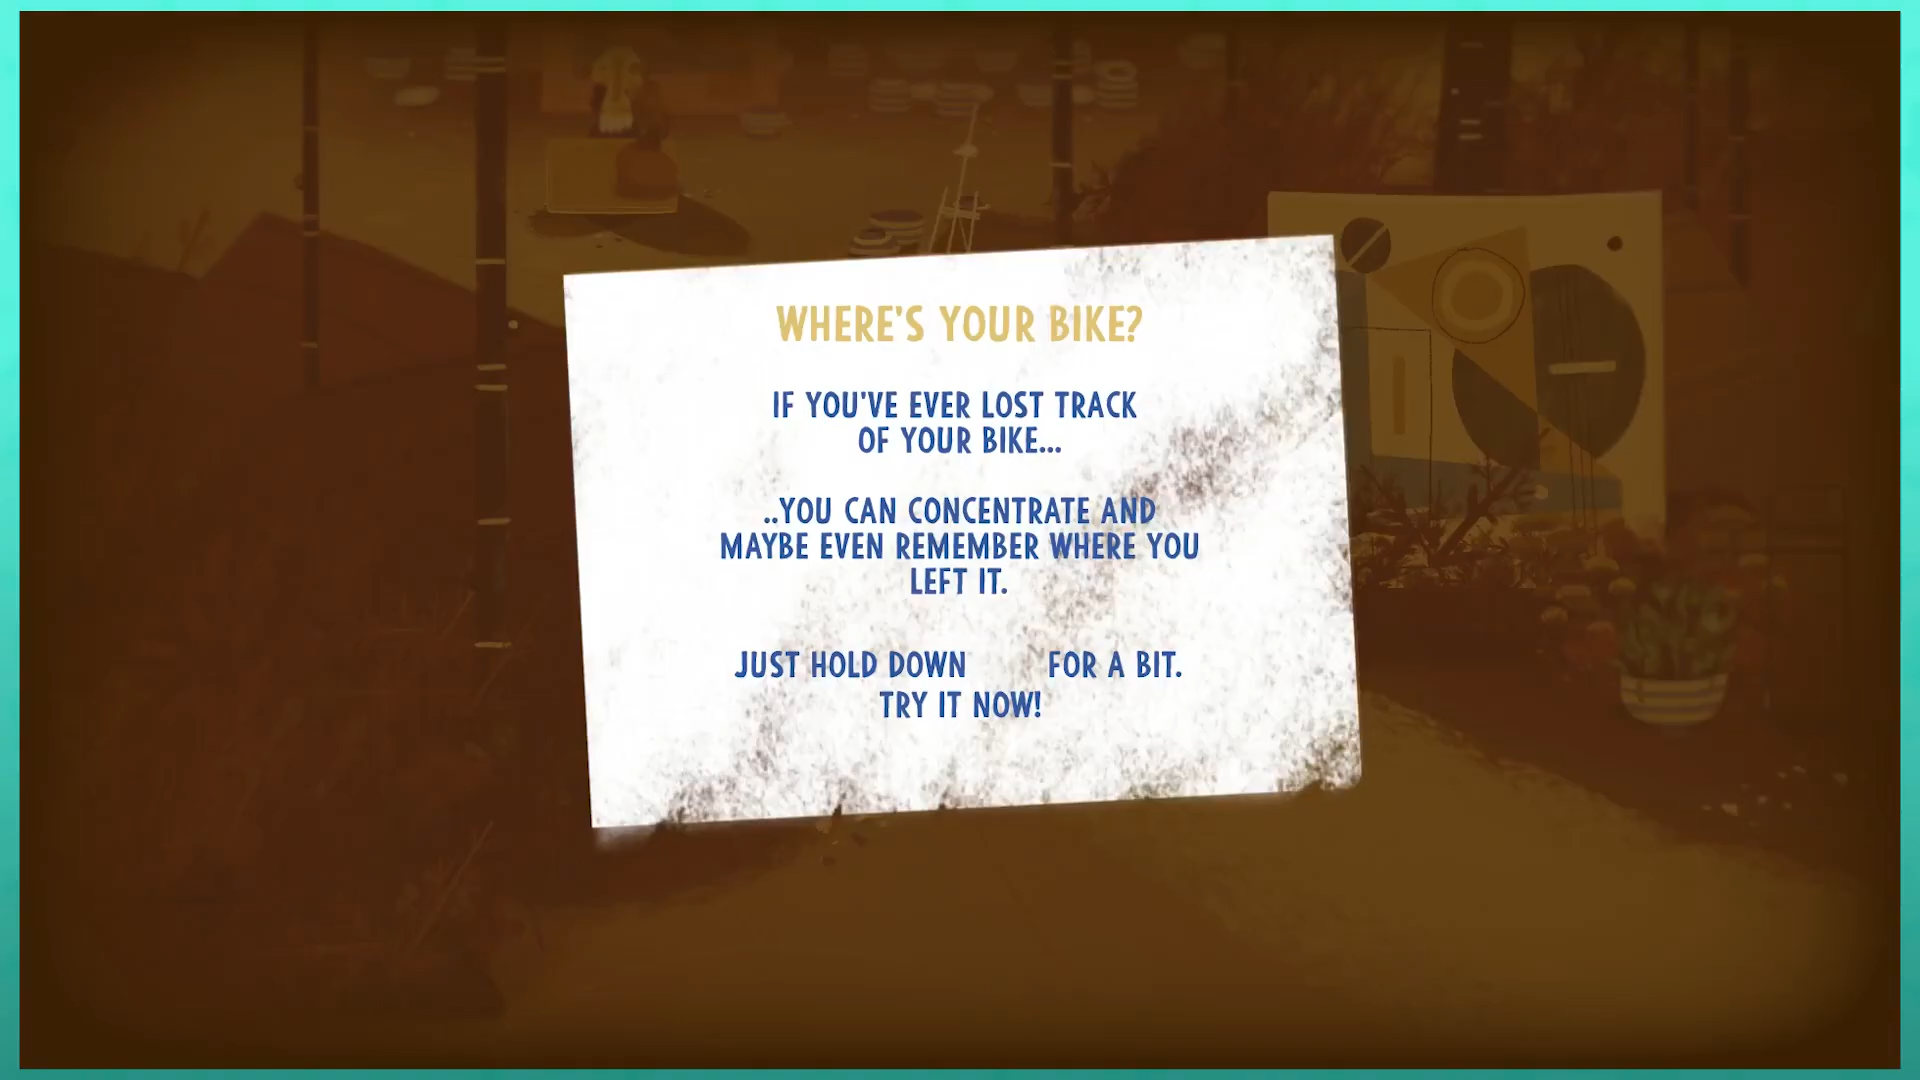 WHERE'S YOUR BIKE?
IF YOU'VE EVER LOST TRACK
OF YOUR BIKE...
..YOU CAN CONCENTRATE AND
MAYBE EVEN REMEMBER WHERE YOU
LEFT IT.
JUST HOLD DOWN FOR A BIT.
TRY IT NOW!